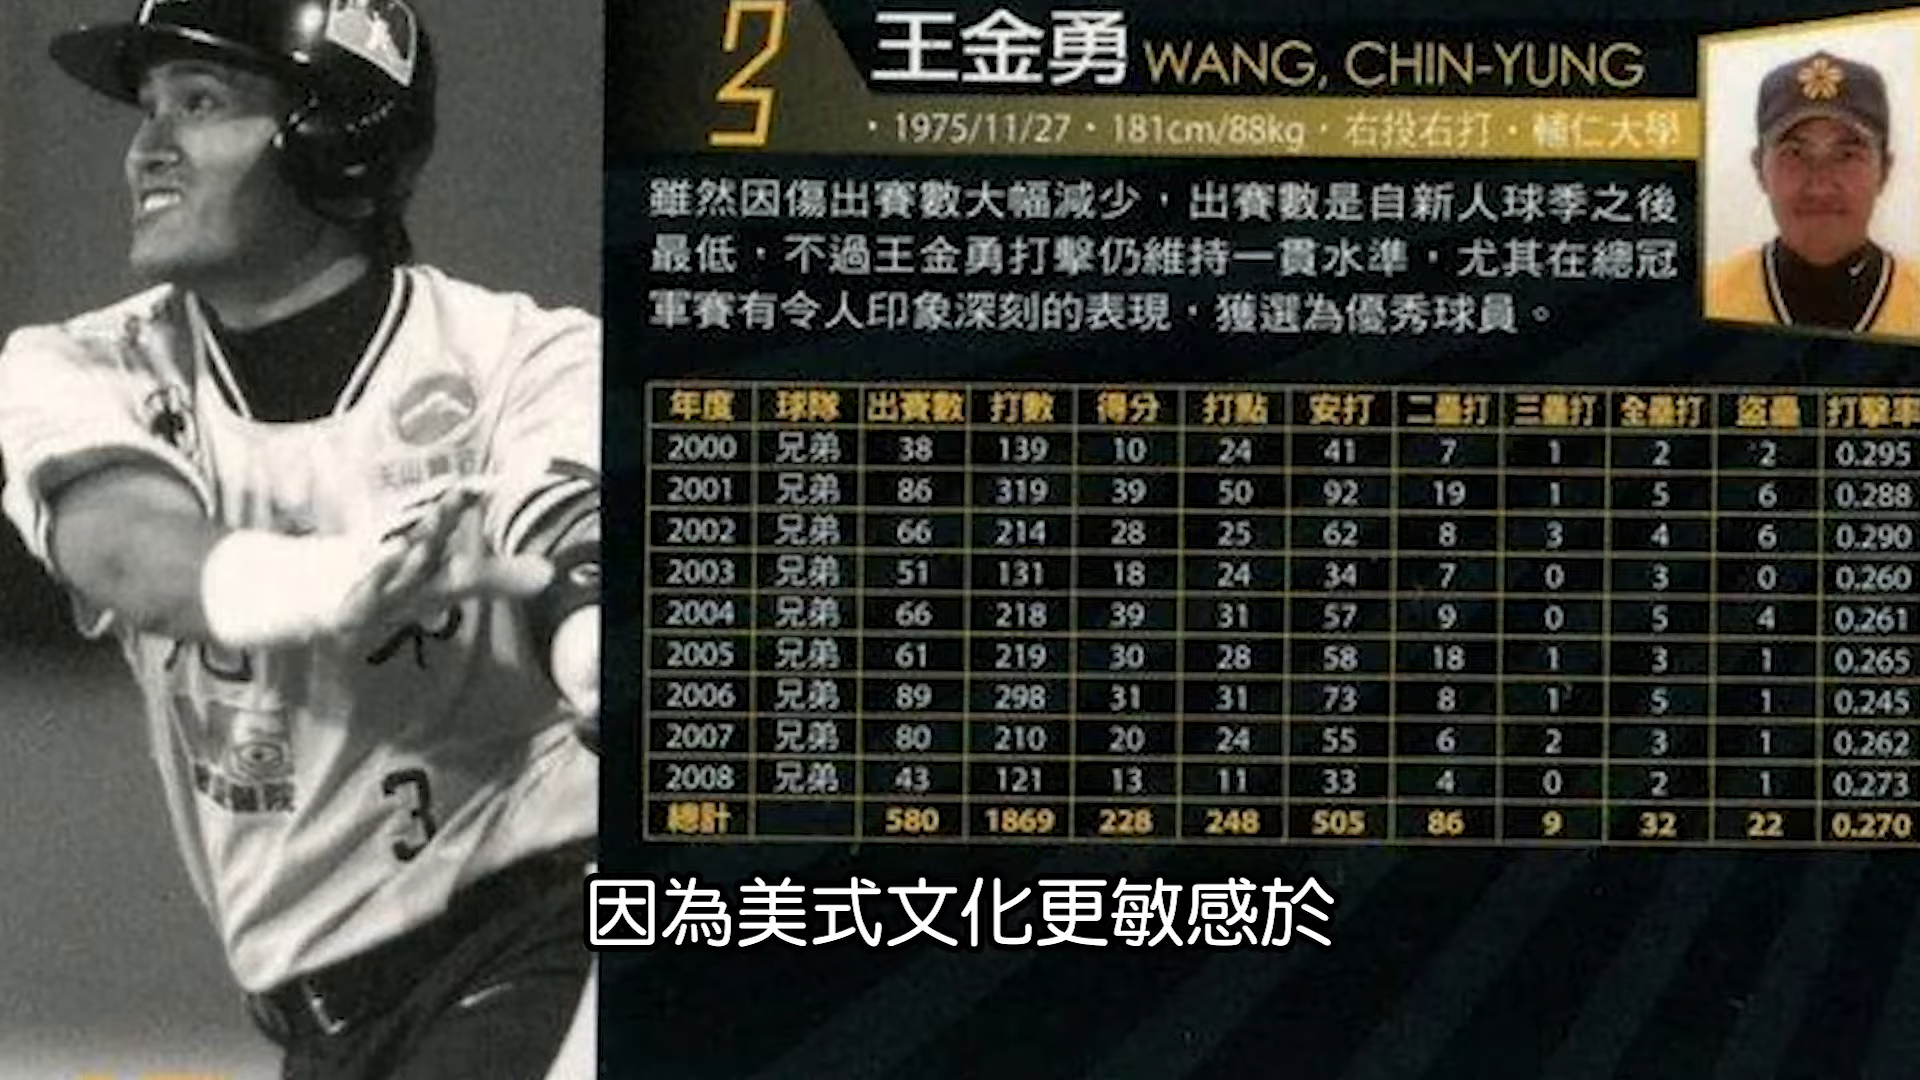 2
王金勇 WANG, CHIN-YUNG
・1975/11/27・181cm/88kg・右投右打・輔仁大學
雖然因傷出賽數大幅減少，出賽數是自新人球季之後
最低，不過王金勇打擊仍維持一貫水準，尤其在總冠
軍賽有令人印象深刻的表現，獲選為優秀球員。
年度 球隊 出賽數 打數 得分 打點 安打 二壘打 三壘打 全壘打 盜壘 打擊率
2000 兄弟 38 139 10 24 41 7 1 2 2 0.295
2001 兄弟 86 319 39 50 92 19 1 5 6 0.288
2002 兄弟 66 214 28 25 62 8 3 4 6 0.290
2003 兄弟 51 131 18 24 34 7 0 3 0 0.260
2004 兄弟 66 218 39 31 57 9 0 5 4 0.261
2005 兄弟 61 219 30 28 58 18 1 3 1 0.265
2006 兄弟 89 298 31 31 73 8 1 5 1 0.245
2007 兄弟 80 210 20 24 55 6 2 3 1 0.262
2008 兄弟 43 121 13 11 33 4 0 2 1 0.273
總計 580 1869 228 248 505 86 9 32 22 0.270
3
因為美式文化更敏感於